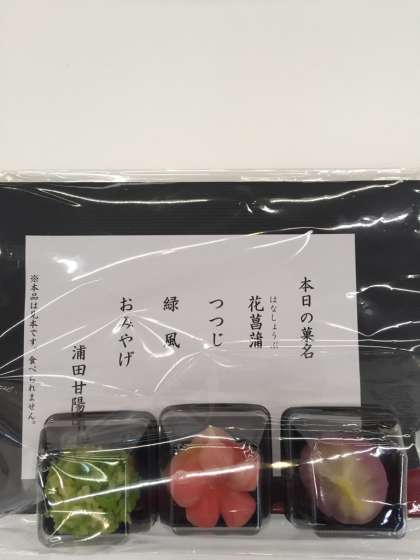 本日の菓名
はなしょうぶ
花菖蒲
つつじ
緑風
おみやげ
浦田甘陽
※本品は見本です。食べられません。